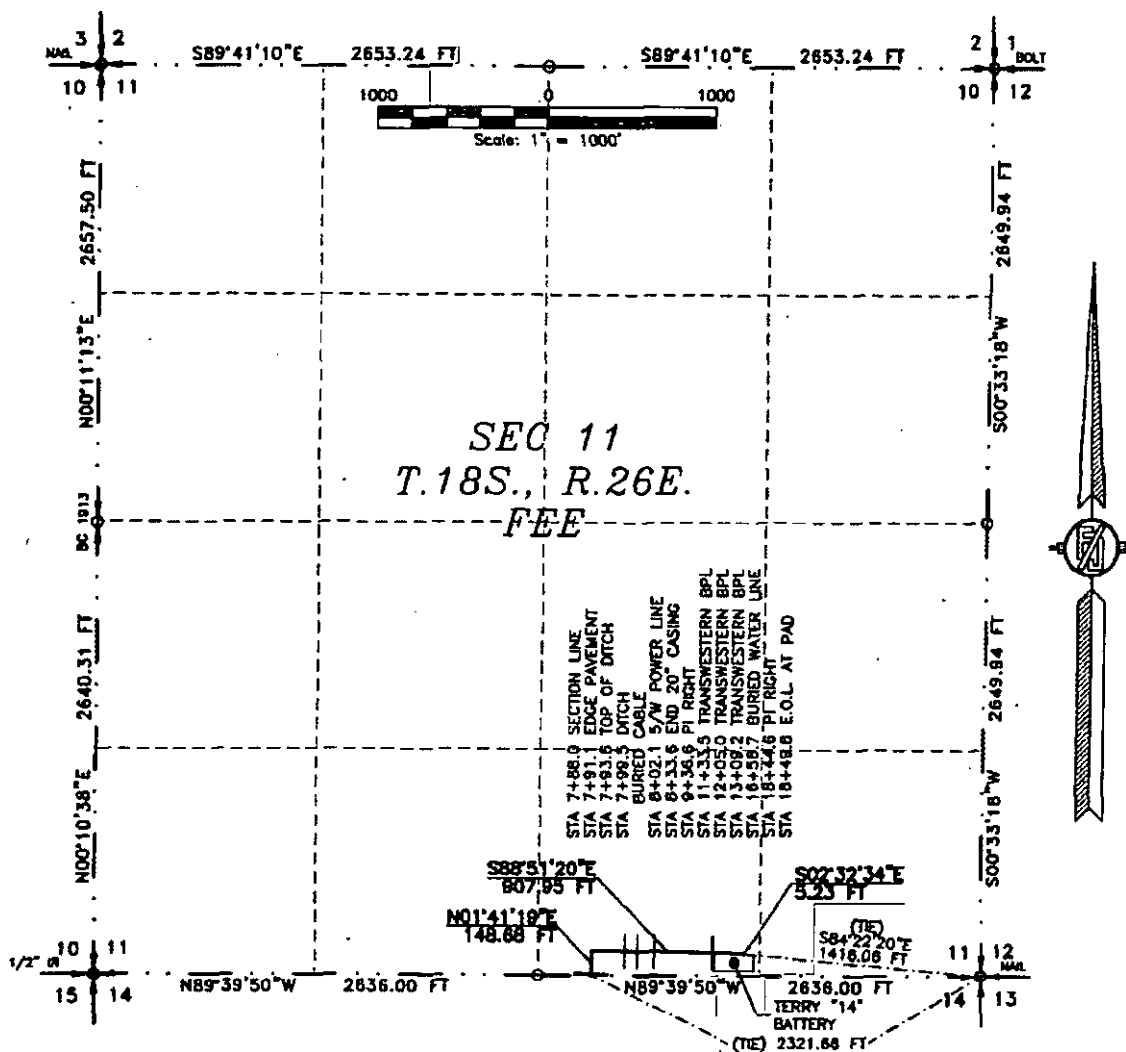 3 2
NAIL
10 11
S89°41'10"E 2653.24 FT
S89°41'10"E 2653.24 FT
2 1
BOLT
10 12
1000 0 1000
Scale: 1" = 1000'
2657.50 FT
N00°11'13"E
2649.94 FT
S00°33'18"W
SEC 11
T.18S., R.26E.
FEE
BC 1913
2640.31 FT
N00°10'38"E
2649.94 FT
S00°33'18"W
STA 7+88.0 SECTION LINE
STA 7+91.1 EDGE PAVEMENT
STA 7+93.6 TOP OF DITCH
STA 7+99.5 DITCH
BURIED CABLE
STA 8+02.1 5/W POWER LINE
STA 8+33.6 END 20" CASING
STA 9+36.6 PI RIGHT
STA 11+33.5 TRANSWESTERN BPL
STA 12+05.0 TRANSWESTERN BPL
STA 13+09.2 TRANSWESTERN BPL
STA 16+58.7 BURIED WATER LINE
STA 18+44.6 PI RIGHT
STA 18+49.8 E.O.L. AT PAD
S88°51'20"E
907.95 FT
S02°32'34"E
5.23 FT
N01°41'19"E
148.68 FT
(TIE)
S84°22'20"E
1416.06 FT
10 11
1/2"
15 14
N89°39'50"W 2636.00 FT
N89°39'50"W 2636.00 FT
11 12
NAIL
14 13
TERRY "14"
BATTERY
(TIE) 2321.68 FT